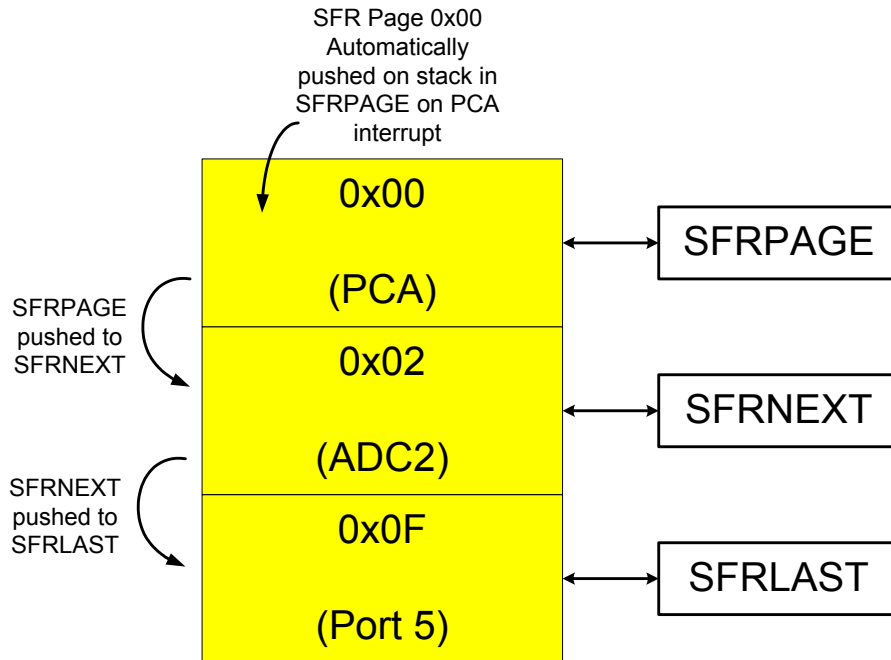 SFR Page 0x00
Automatically
pushed on stack in
SFRPAGE on PCA
interrupt
0x00
(PCA)
SFRPAGE
SFRPAGE
pushed to
SFRNEXT
0x02
(ADC2)
SFRNEXT
SFRNEXT
pushed to
SFRLAST
0x0F
(Port 5)
SFRLAST